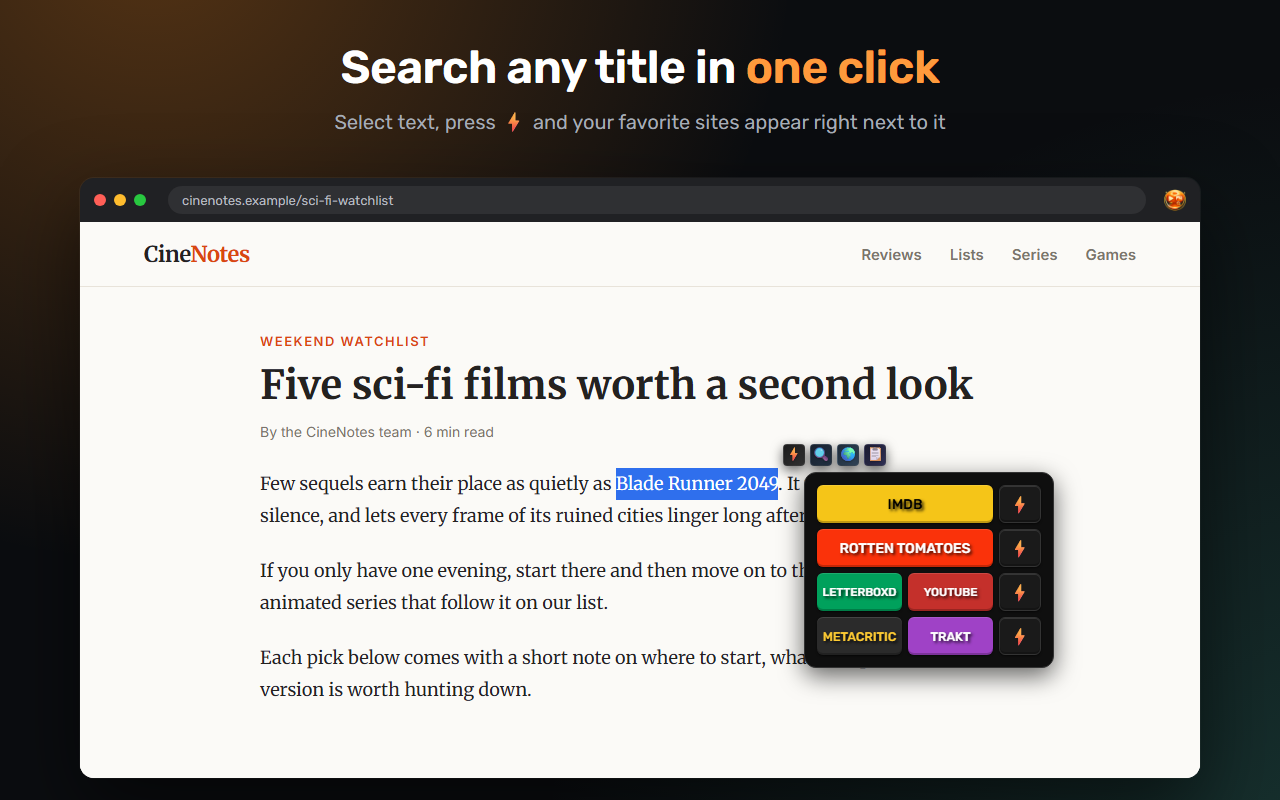 Search any title in one click
Select text, press ⚡ and your favorite sites appear right next to it
cinenotes.example/sci-fi-watchlist
CineNotes
Reviews Lists Series Games
WEEKEND WATCHLIST
Five sci-fi films worth a second look
By the CineNotes team · 6 min read
Few sequels earn their place as quietly as Blade Runner 2049. It
silence, and lets every frame of its ruined cities linger long after
If you only have one evening, start there and then move on to
animated series that follow it on our list.
Each pick below comes with a short note on where to start,
version is worth hunting down.
IMDB
ROTTEN TOMATOES
LETTERBOXD YOUTUBE
METACRITIC TRAKT